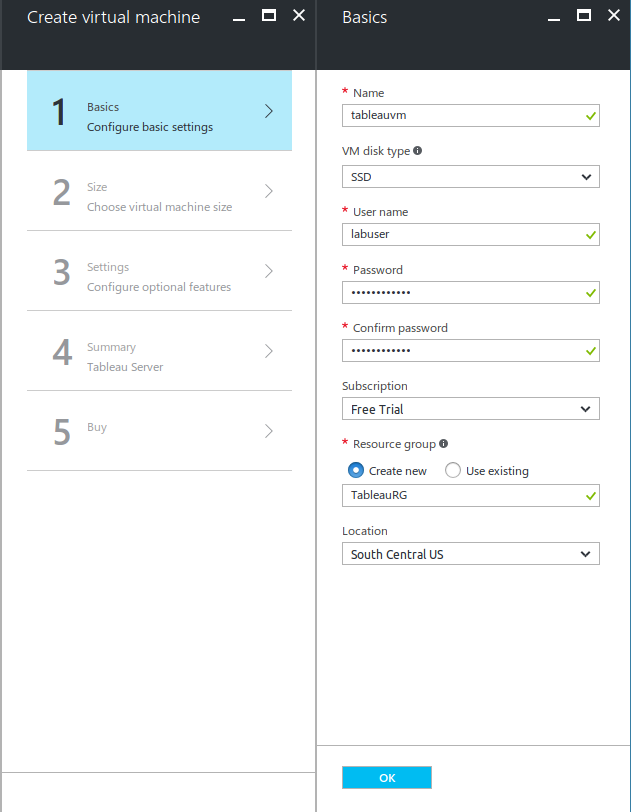 Create virtual machine
1
Basics
Configure basic settings
2
Size
Choose virtual machine size
3
Settings
Configure optional features
4
Summary
Tableau Server
5
Buy
Basics
* Name
tableauvm
VM disk type
SSD
* User name
labuser
* Password
••••••••••••
* Confirm password
••••••••••••
Subscription
Free Trial
* Resource group
Create new Use existing
TableauRG
Location
South Central US
OK